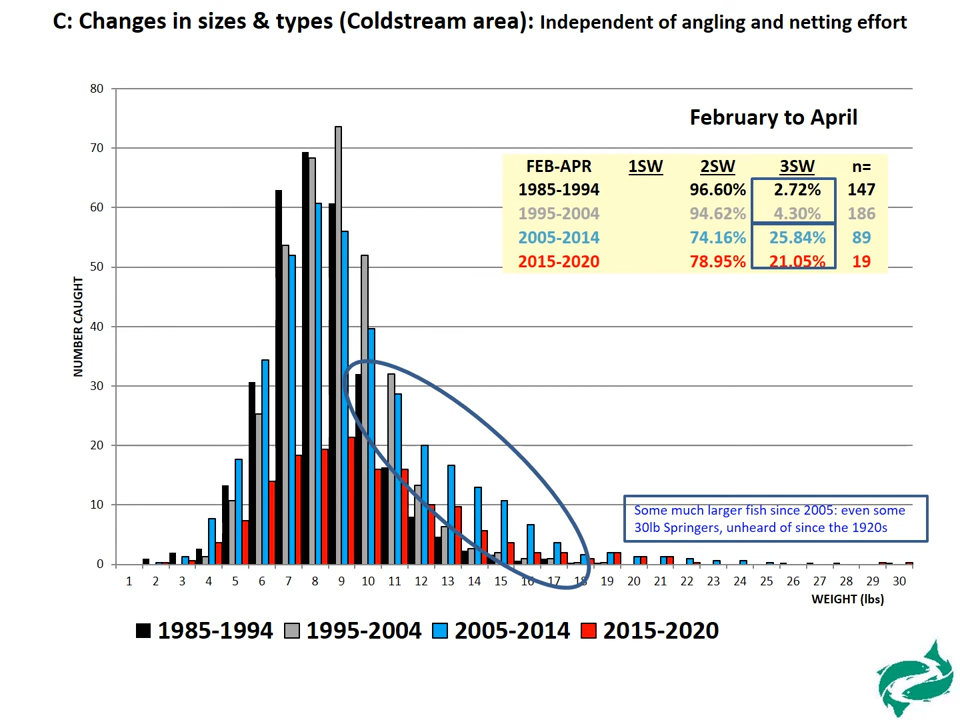 C: Changes in sizes & types (Coldstream area): Independent of angling and netting effort
80
70
60
50
40
30
20
10
0
NUMBER CAUGHT
February to April
FEB-APR 1SW 2SW 3SW n=
1985-1994 96.60% 2.72% 147
1995-2004 94.62% 4.30% 186
2005-2014 74.16% 25.84% 89
2015-2020 78.95% 21.05% 19
Some much larger fish since 2005: even some
30lb Springers, unheard of since the 1920s
1 2 3 4 5 6 7 8 9 10 11 12 13 14 15 16 17 18 19 20 21 22 23 24 25 26 27 28 29 30
WEIGHT (lbs)
1985-1994 1995-2004 2005-2014 2015-2020